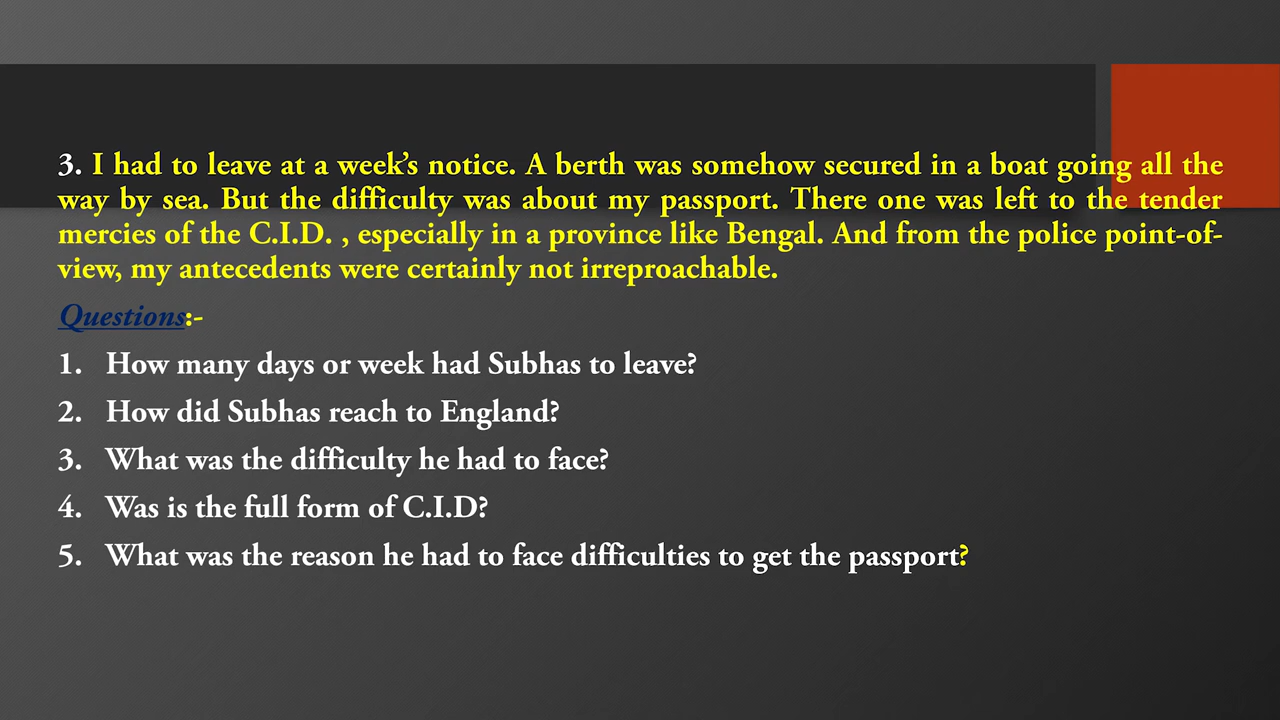 3. I had to leave at a week’s notice. A berth was somehow secured in a boat going all the
way by sea. But the difficulty was about my passport. There one was left to the tender
mercies of the C.I.D. , especially in a province like Bengal. And from the police point-of-
view, my antecedents were certainly not irreproachable.
Questions:-
1. How many days or week had Subhas to leave?
2. How did Subhas reach to England?
3. What was the difficulty he had to face?
4. Was is the full form of C.I.D?
5. What was the reason he had to face difficulties to get the passport?